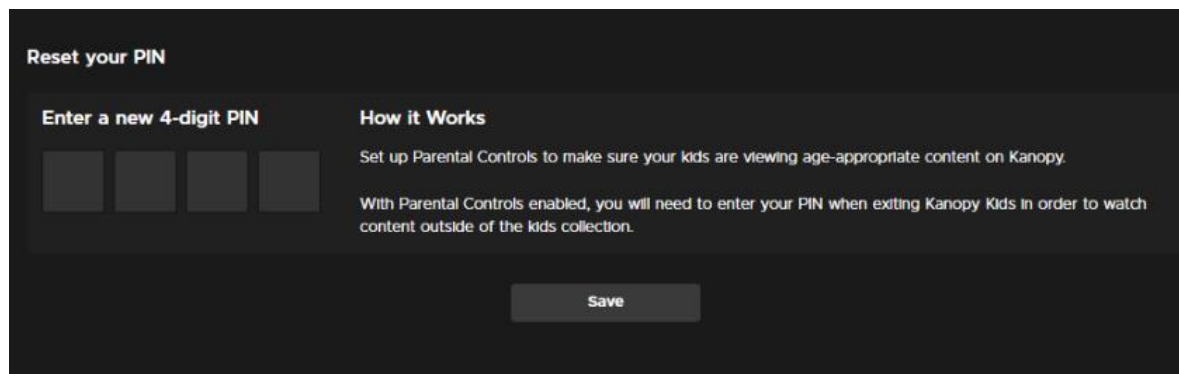 Reset your PIN
Enter a new 4-digit PIN
How it Works
Set up Parental Controls to make sure your kids are viewing age-appropriate content on Kanopy.
With Parental Controls enabled, you will need to enter your PIN when exiting Kanopy Kids in order to watch
content outside of the kids collection.
Save